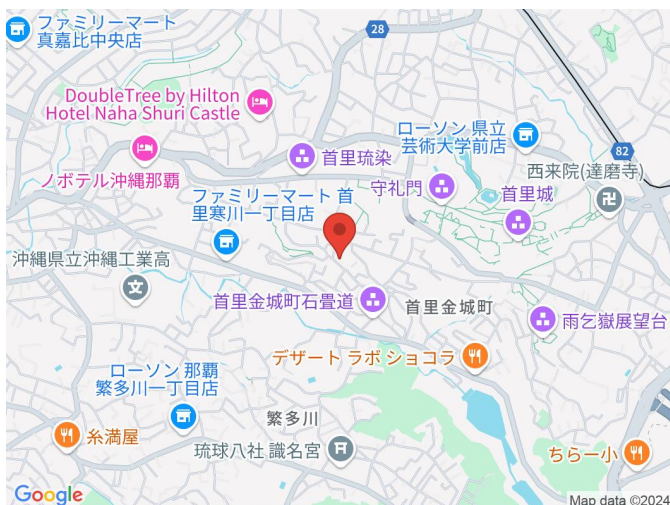 ファミリーマート
真嘉比中央店
28
DoubleTree by Hilton
Hotel Naha Shuri Castle
ローソン 県立
芸術大学前店
82
首里琉染
西来院(達磨寺)
ノボテル沖縄那覇
守礼門
首里城
ファミリーマート 首
里寒川一丁目店
沖縄県立沖縄工業高
首里金城町石畳道
首里金城町
雨乞嶽展望台
デザート ラボ ショコラ
ローソン 那覇
繁多川一丁目店
繁多川
糸満屋
琉球八社 識名宮
ちらー小
Google
Map data ©2024